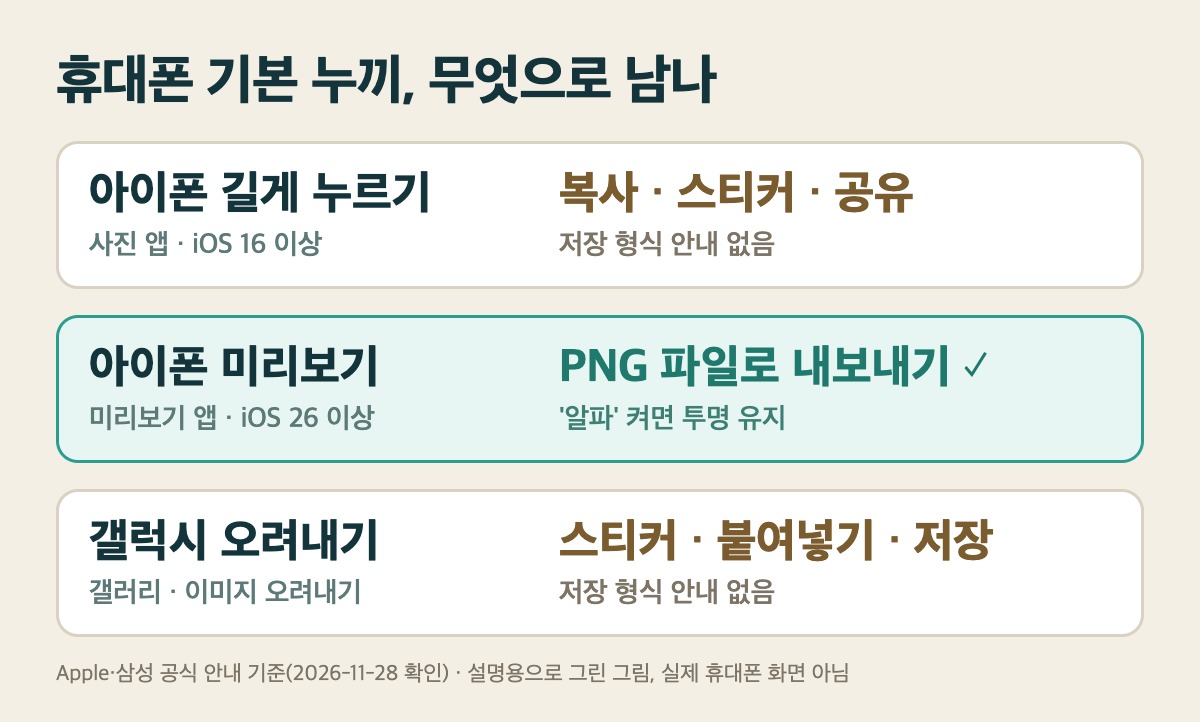 휴대폰 기본 누끼, 무엇으로 남나
아이폰 길게 누르기
사진 앱 · iOS 16 이상
복사 · 스티커 · 공유
저장 형식 안내 없음
아이폰 미리보기
미리보기 앱 · iOS 26 이상
PNG 파일로 내보내기 ✓
'알파' 켜면 투명 유지
갤럭시 오려내기
갤러리 · 이미지 오려내기
스티커 · 붙여넣기 · 저장
저장 형식 안내 없음
Apple·삼성 공식 안내 기준(2026-11-28 확인) · 설명용으로 그린 그림, 실제 휴대폰 화면 아님